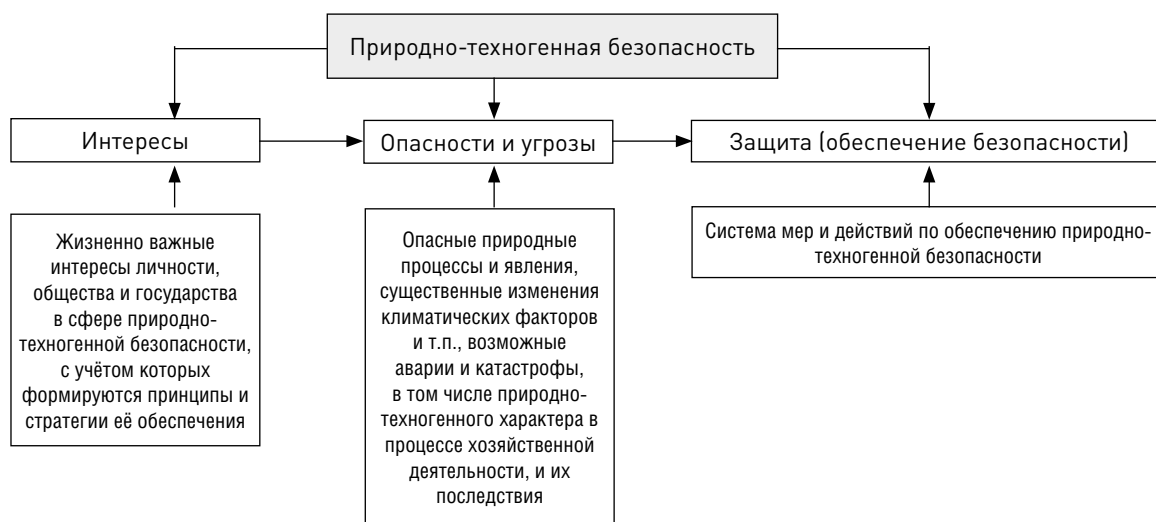 Природно-техногенная безопасность
Интересы
Опасности и угрозы
Защита (обеспечение безопасности)
Жизненно важные
интересы личности,
общества и государства
в сфере природно-
техногенной безопасности,
с учётом которых
формируются принципы и
стратегии её обеспечения
Опасные природные
процессы и явления,
существенные изменения
климатических факторов
и т.п., возможные
аварии и катастрофы,
в том числе природно-
техногенного характера в
процессе хозяйственной
деятельности, и их
последствия
Система мер и действий по обеспечению природно-
техногенной безопасности